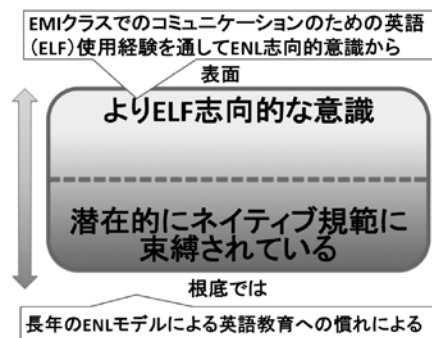 EMIクラスでのコミュニケーションのための英語
（ELF）使用経験を通してENL志向的意識から
表面
よりELF志向的な意識
潜在的にネイティブ規範に
束縛されている
根底では
長年のENLモデルによる英語教育への慣れによる